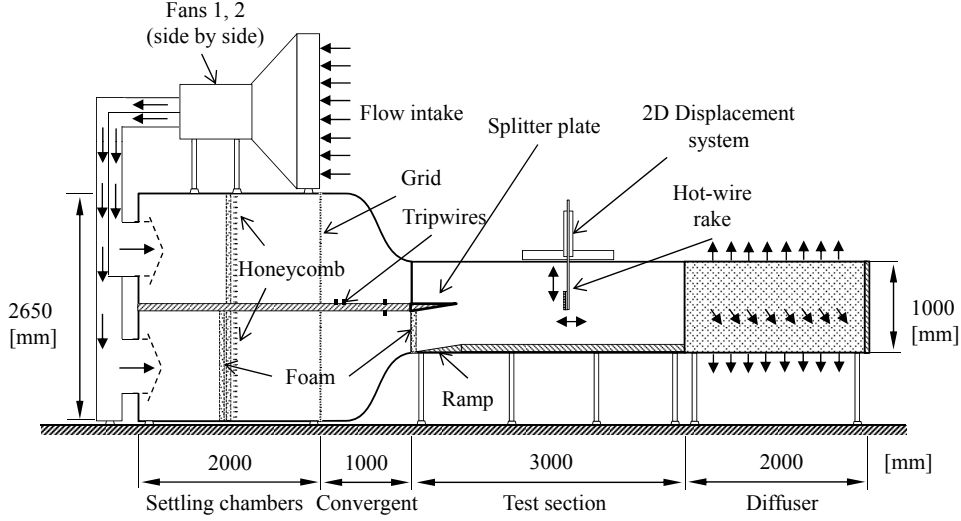 Fans 1, 2
(side by side)
Flow intake
Splitter plate
2D Displacement
system
Grid
Tripwires
Hot-wire
rake
Honeycomb
2650
[mm]
1000
[mm]
Foam
Ramp
2000
1000
3000
2000
[mm]
Settling chambers
Convergent
Test section
Diffuser